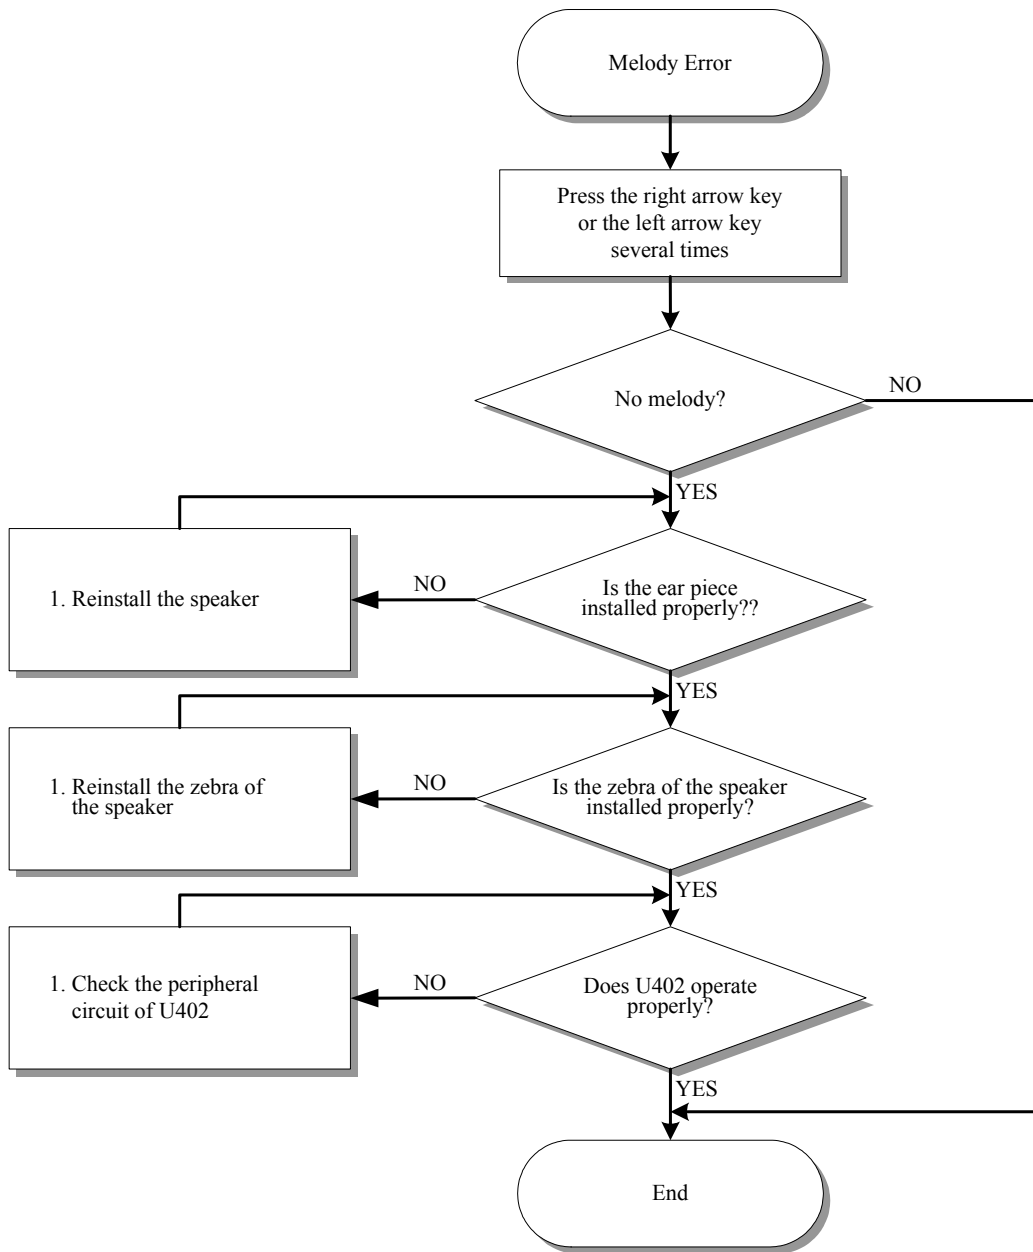 Melody Error
Press the right arrow key
or the left arrow key
several times
No melody?
NO
YES
1. Reinstall the speaker
NO
Is the ear piece
installed properly??
YES
1. Reinstall the zebra of
the speaker
NO
Is the zebra of the speaker
installed properly?
YES
1. Check the peripheral
circuit of U402
NO
Does U402 operate
properly?
YES
End